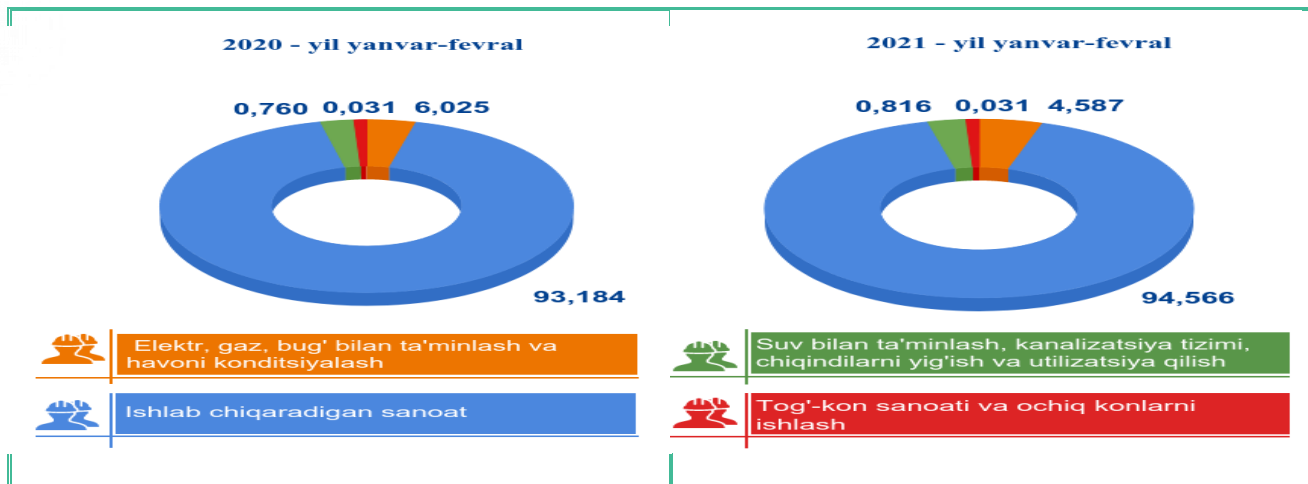 2020 - yil yanvar-fevral
0,760 0,031 6,025
93,184
2021 - yil yanvar-fevral
0,816 0,031 4,587
94,566
Elektr, gaz, bug' bilan ta'minlash va
havoni konditsiyalash
Ishlab chiqaradigan sanoat
Suv bilan ta'minlash, kanalizatsiya tizimi,
chiqindilarni yig'ish va utilizatsiya qilish
Tog'-kon sanoati va ochiq konlarni
ishlash